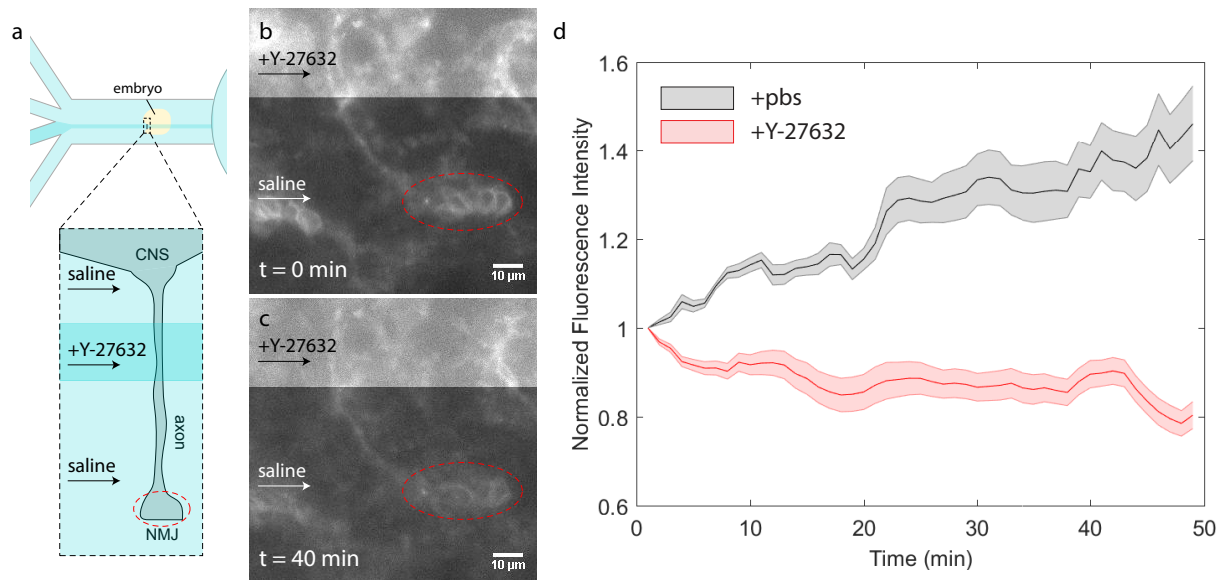 a
embryo
CNS
saline
+Y-27632
axon
saline
NMJ
b
+Y-27632
saline
t = 0 min
10 µm
c
+Y-27632
saline
t = 40 min
10 µm
d
1.6
1.4
1.2
1
0.8
0.6
Normalized Fluorescence Intensity
+pbs
+Y-27632
10
20
30
40
50
Time (min)